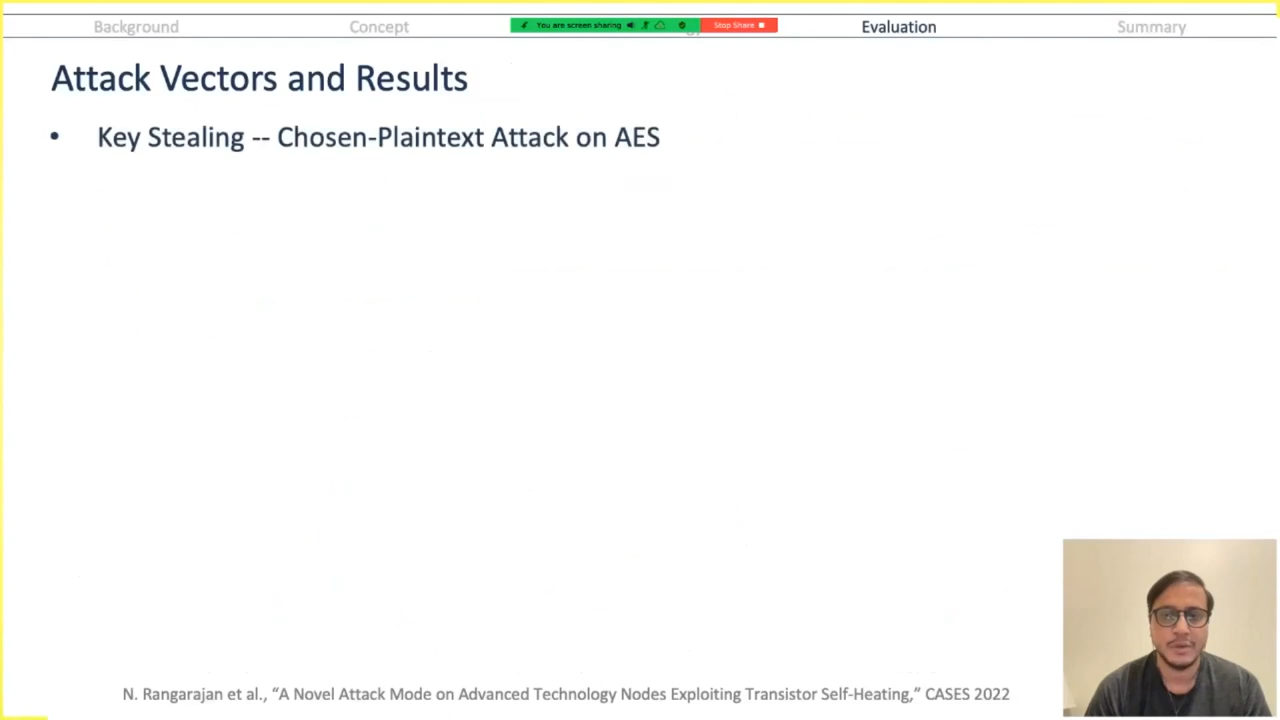 Background Concept Evaluation Summary
You are screen sharing Stop Share
Attack Vectors and Results
• Key Stealing -- Chosen-Plaintext Attack on AES
N. Rangarajan et al., “A Novel Attack Mode on Advanced Technology Nodes Exploiting Transistor Self-Heating,” CASES 2022